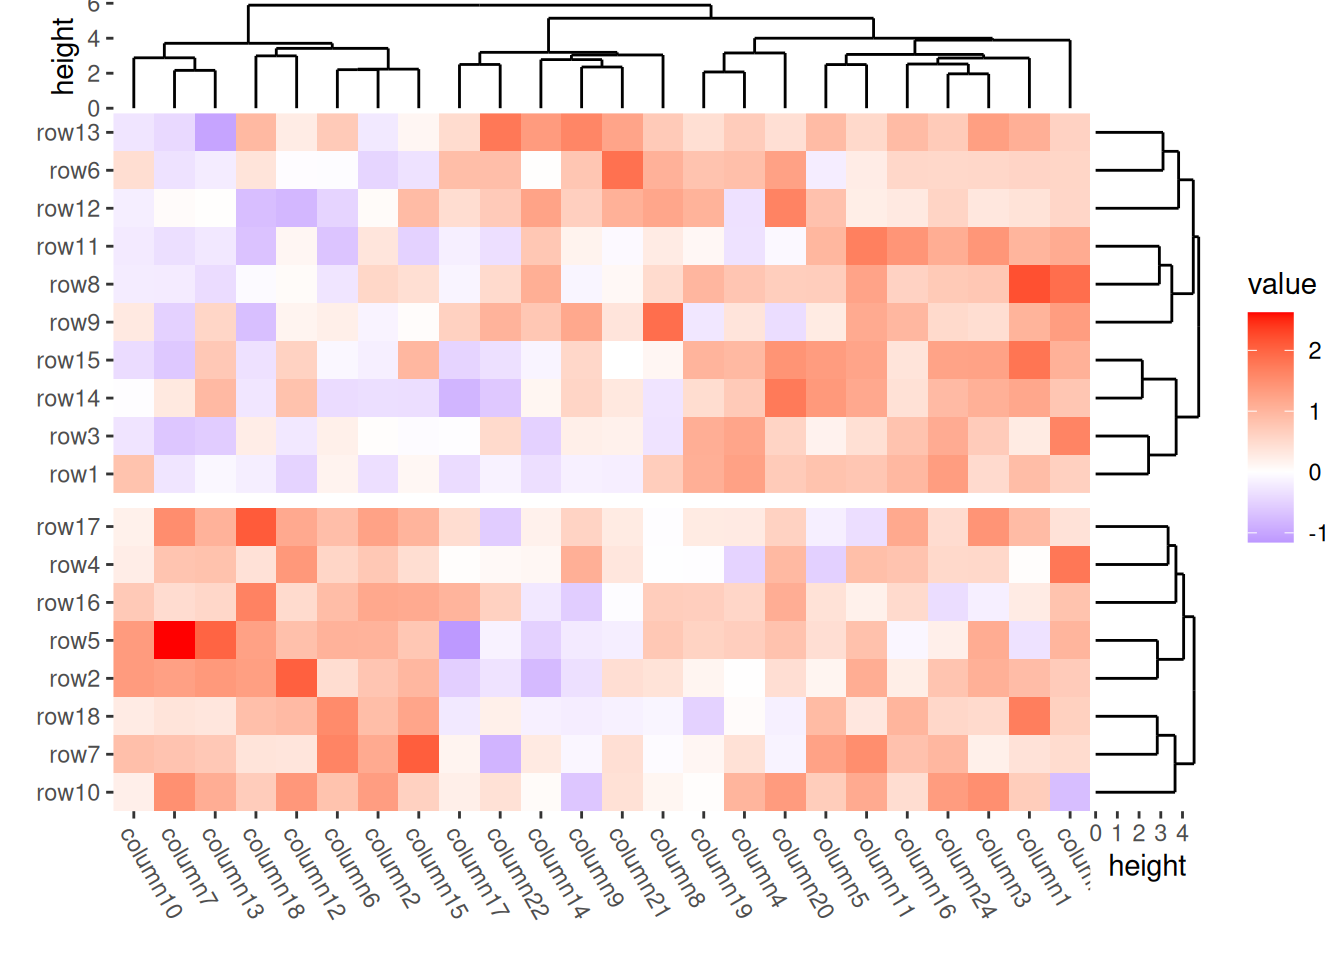 6
4
2
0
height
row13
row6
row12
row11
row8
row9
row15
row14
row3
row1
row17
row4
row16
row5
row2
row18
row7
row10
column10
column7
column13
column18
column12
column6
column2
column15
column17
column22
column14
column9
column21
column8
column19
column4
column20
column5
column11
column16
column24
column3
column1
0 1 2 3 4
height
value
2
1
0
-1